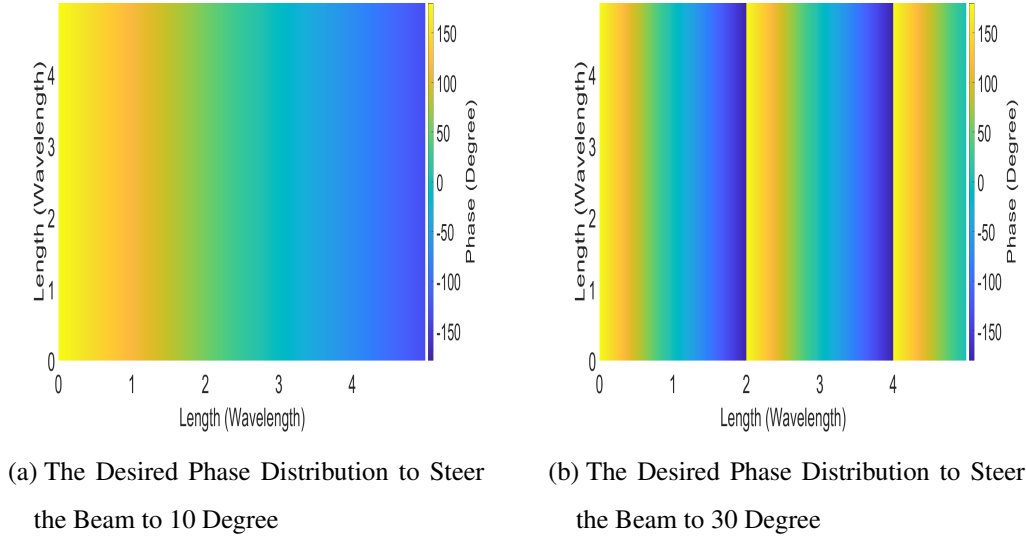 4
3
2
1
0
Length (Wavelength)
0 1 2 3 4
Length (Wavelength)
150
100
50
0
-50
-100
-150
Phase (Degree)
4
3
2
1
0
Length (Wavelength)
0 1 2 3 4
Length (Wavelength)
150
100
50
0
-50
-100
-150
Phase (Degree)
(a) The Desired Phase Distribution to Steer
the Beam to 10 Degree
(b) The Desired Phase Distribution to Steer
the Beam to 30 Degree